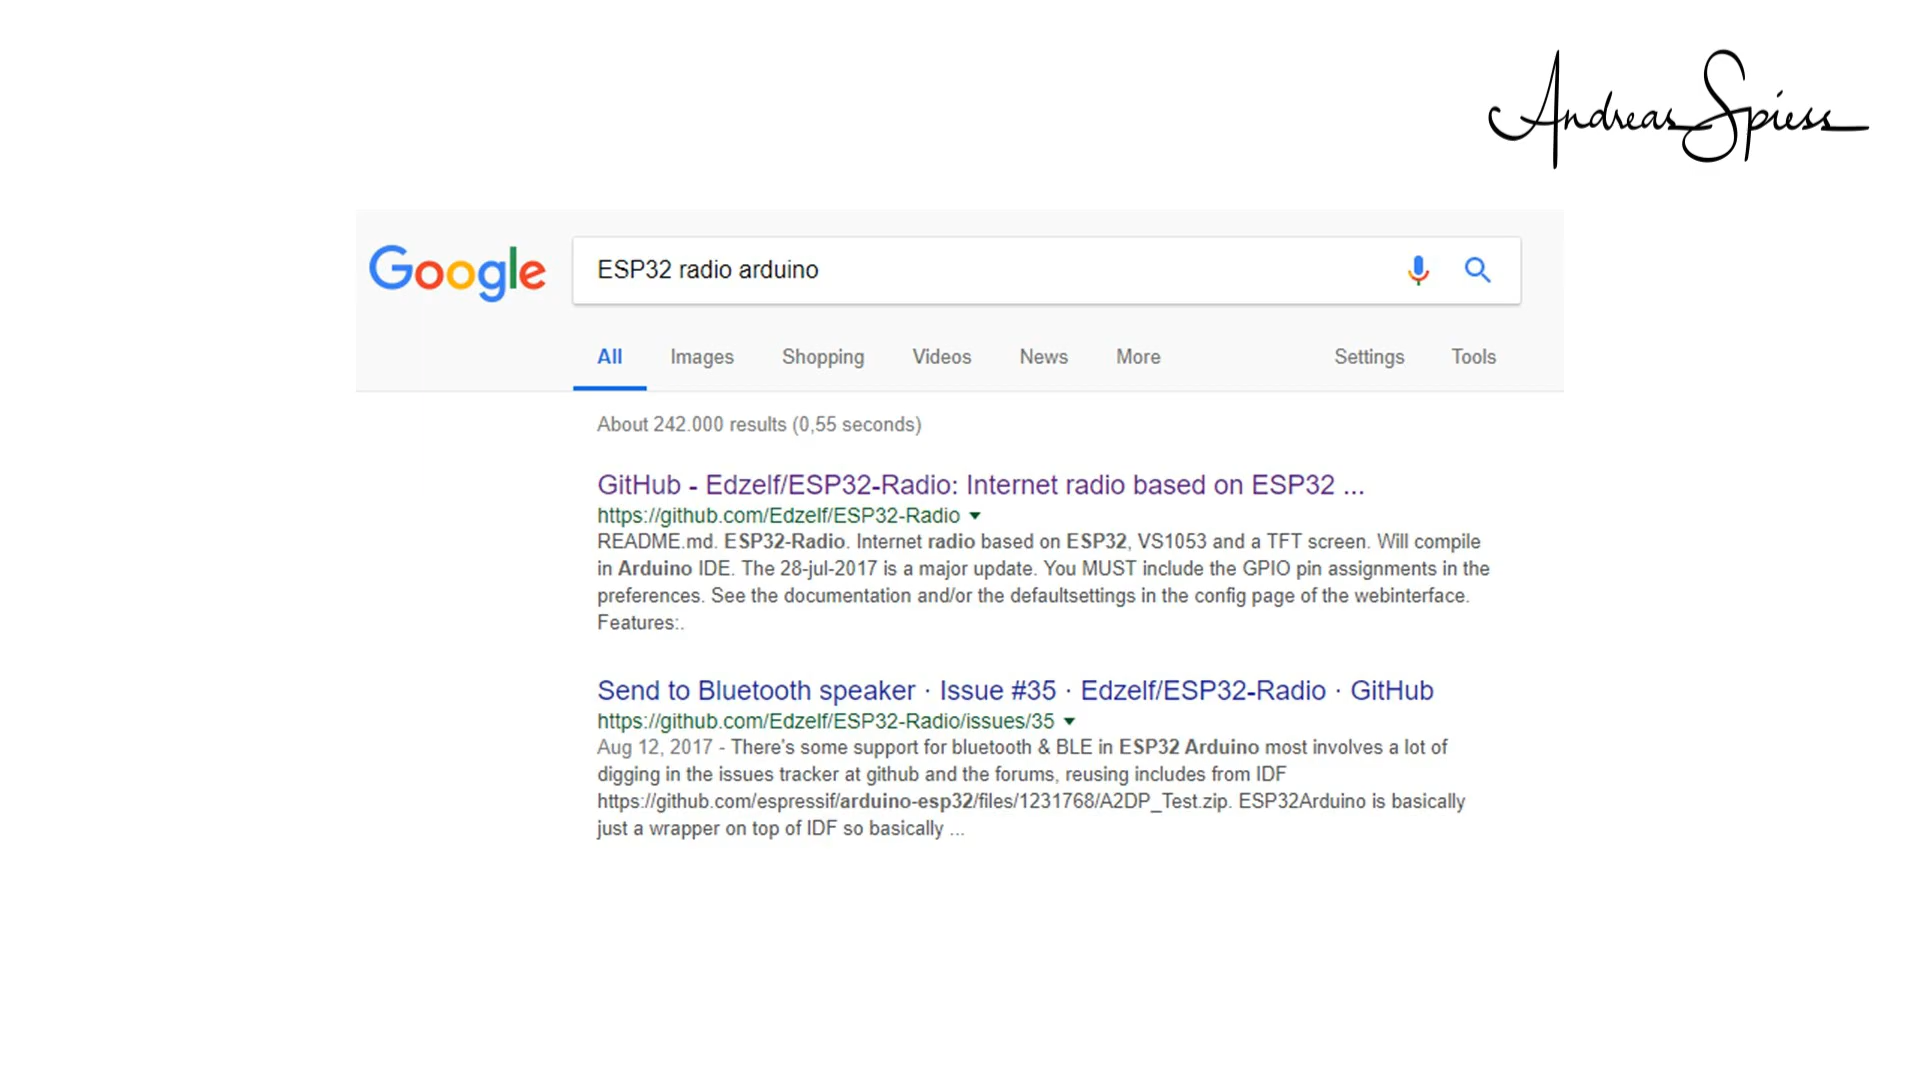 Andreas Spiess
Google
ESP32 radio arduino
All Images Shopping Videos News More Settings Tools
About 242.000 results (0,55 seconds)
GitHub - Edzelf/ESP32-Radio: Internet radio based on ESP32 ...
https://github.com/Edzelf/ESP32-Radio
README.md. ESP32-Radio. Internet radio based on ESP32, VS1053 and a TFT screen. Will compile
in Arduino IDE. The 28-jul-2017 is a major update. You MUST include the GPIO pin assignments in the
preferences. See the documentation and/or the defaultsettings in the config page of the webinterface.
Features:.
Send to Bluetooth speaker · Issue #35 · Edzelf/ESP32-Radio · GitHub
https://github.com/Edzelf/ESP32-Radio/issues/35
Aug 12, 2017 - There's some support for bluetooth & BLE in ESP32 Arduino most involves a lot of
digging in the issues tracker at github and the forums, reusing includes from IDF
https://github.com/espressif/arduino-esp32/files/1231768/A2DP_Test.zip. ESP32Arduino is basically
just a wrapper on top of IDF so basically ...